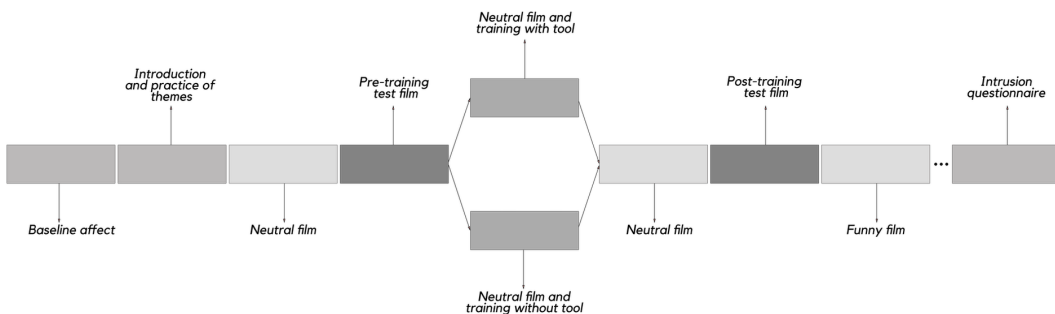 Neutral film and
training with tool
Introduction
and practice of
themes
Pre-training
test film
Post-training
test film
Intrusion
questionnaire
...
Baseline affect
Neutral film
Neutral film
Funny film
Neutral film and
training without tool